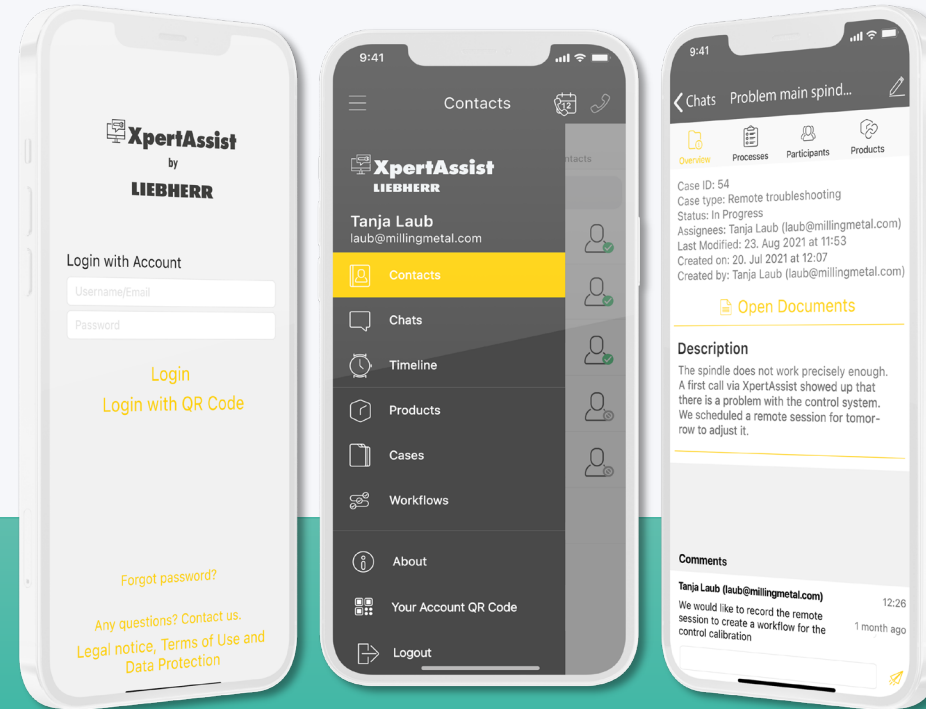 XpertAssist
by
LIEBHERR
Login with Account
Username/Email
Password
Login
Login with QR Code
Forgot password?
Any questions? Contact us.
Legal notice, Terms of Use and
Data Protection
9:41
Contacts
12
ntacts
XpertAssist
LIEBHERR
Tanja Laub
laub@millingmetal.com
Contacts
Chats
Timeline
Products
Cases
Workflows
About
Your Account QR Code
Logout
9:41
Chats Problem main spind...
Overview Processes Participants Products
Case ID: 54
Case type: Remote troubleshooting
Status: In Progress
Assignees: Tanja Laub (laub@millingmetal.com)
Last Modified: 23. Aug 2021 at 11:53
Created on: 20. Jul 2021 at 12:07
Created by: Tanja Laub (laub@millingmetal.com)
Open Documents
Description
The spindle does not work precisely enough.
A first call via XpertAssist showed up that
there is a problem with the control system.
We scheduled a remote session for tomor-
row to adjust it.
Comments
Tanja Laub (laub@millingmetal.com) 12:26
We would like to record the remote
session to create a workflow for the 1 month ago
control calibration